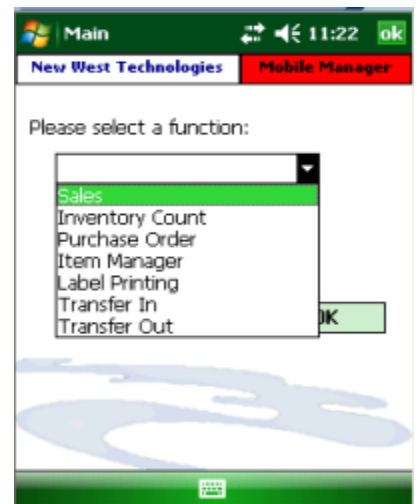 Main 11:22 ok
New West Technologies Mobile Manager
Please select a function:
Sales
Inventory Count
Purchase Order
Item Manager
Label Printing
Transfer In
Transfer Out